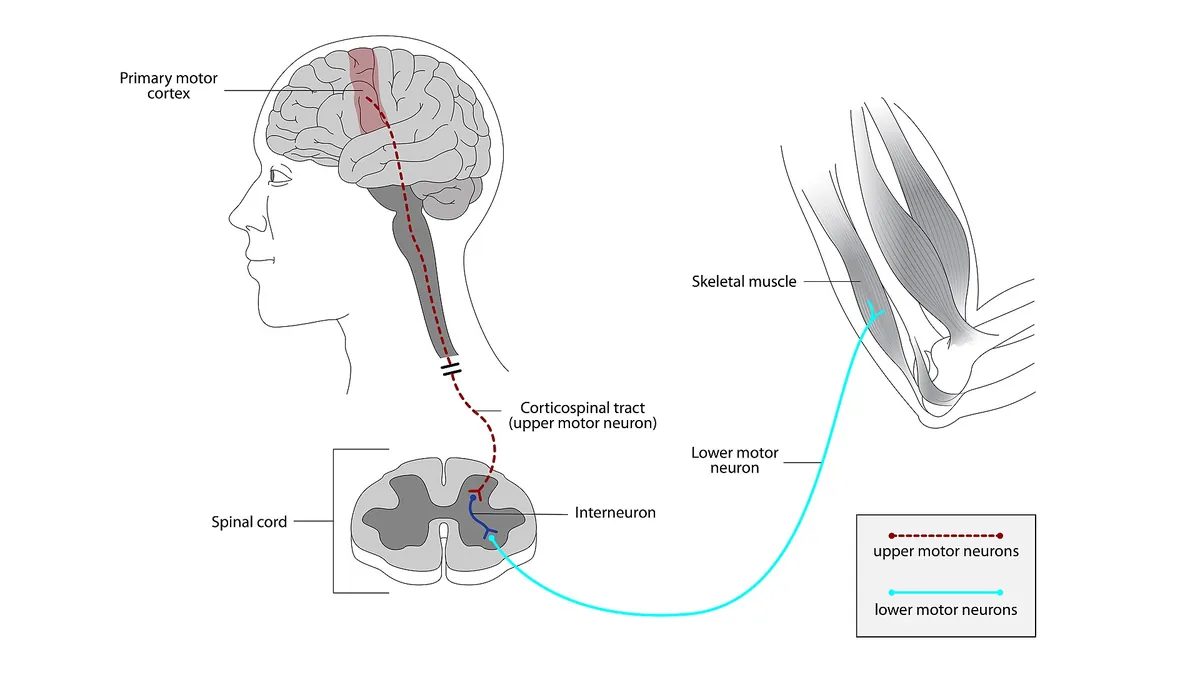 Primary motor
cortex
Skeletal muscle
Corticospinal tract
(upper motor neuron)
Lower motor
neuron
Spinal cord
Interneuron
upper motor neurons
lower motor neurons